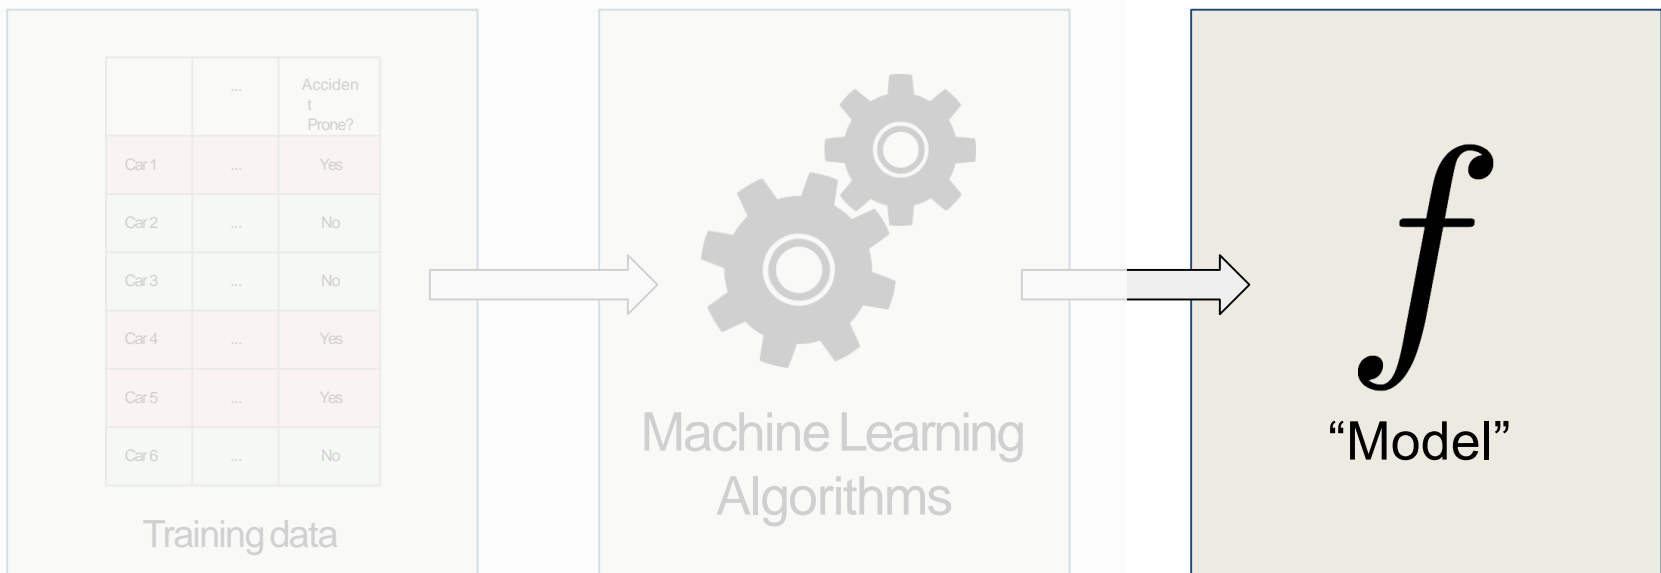 ... Acciden
t
Prone?
Car 1 ... Yes
Car 2 ... No
Car 3 ... No
Car 4 ... Yes
Car 5 ... Yes
Car 6 ... No
Training data
Machine Learning
Algorithms
f
“Model”